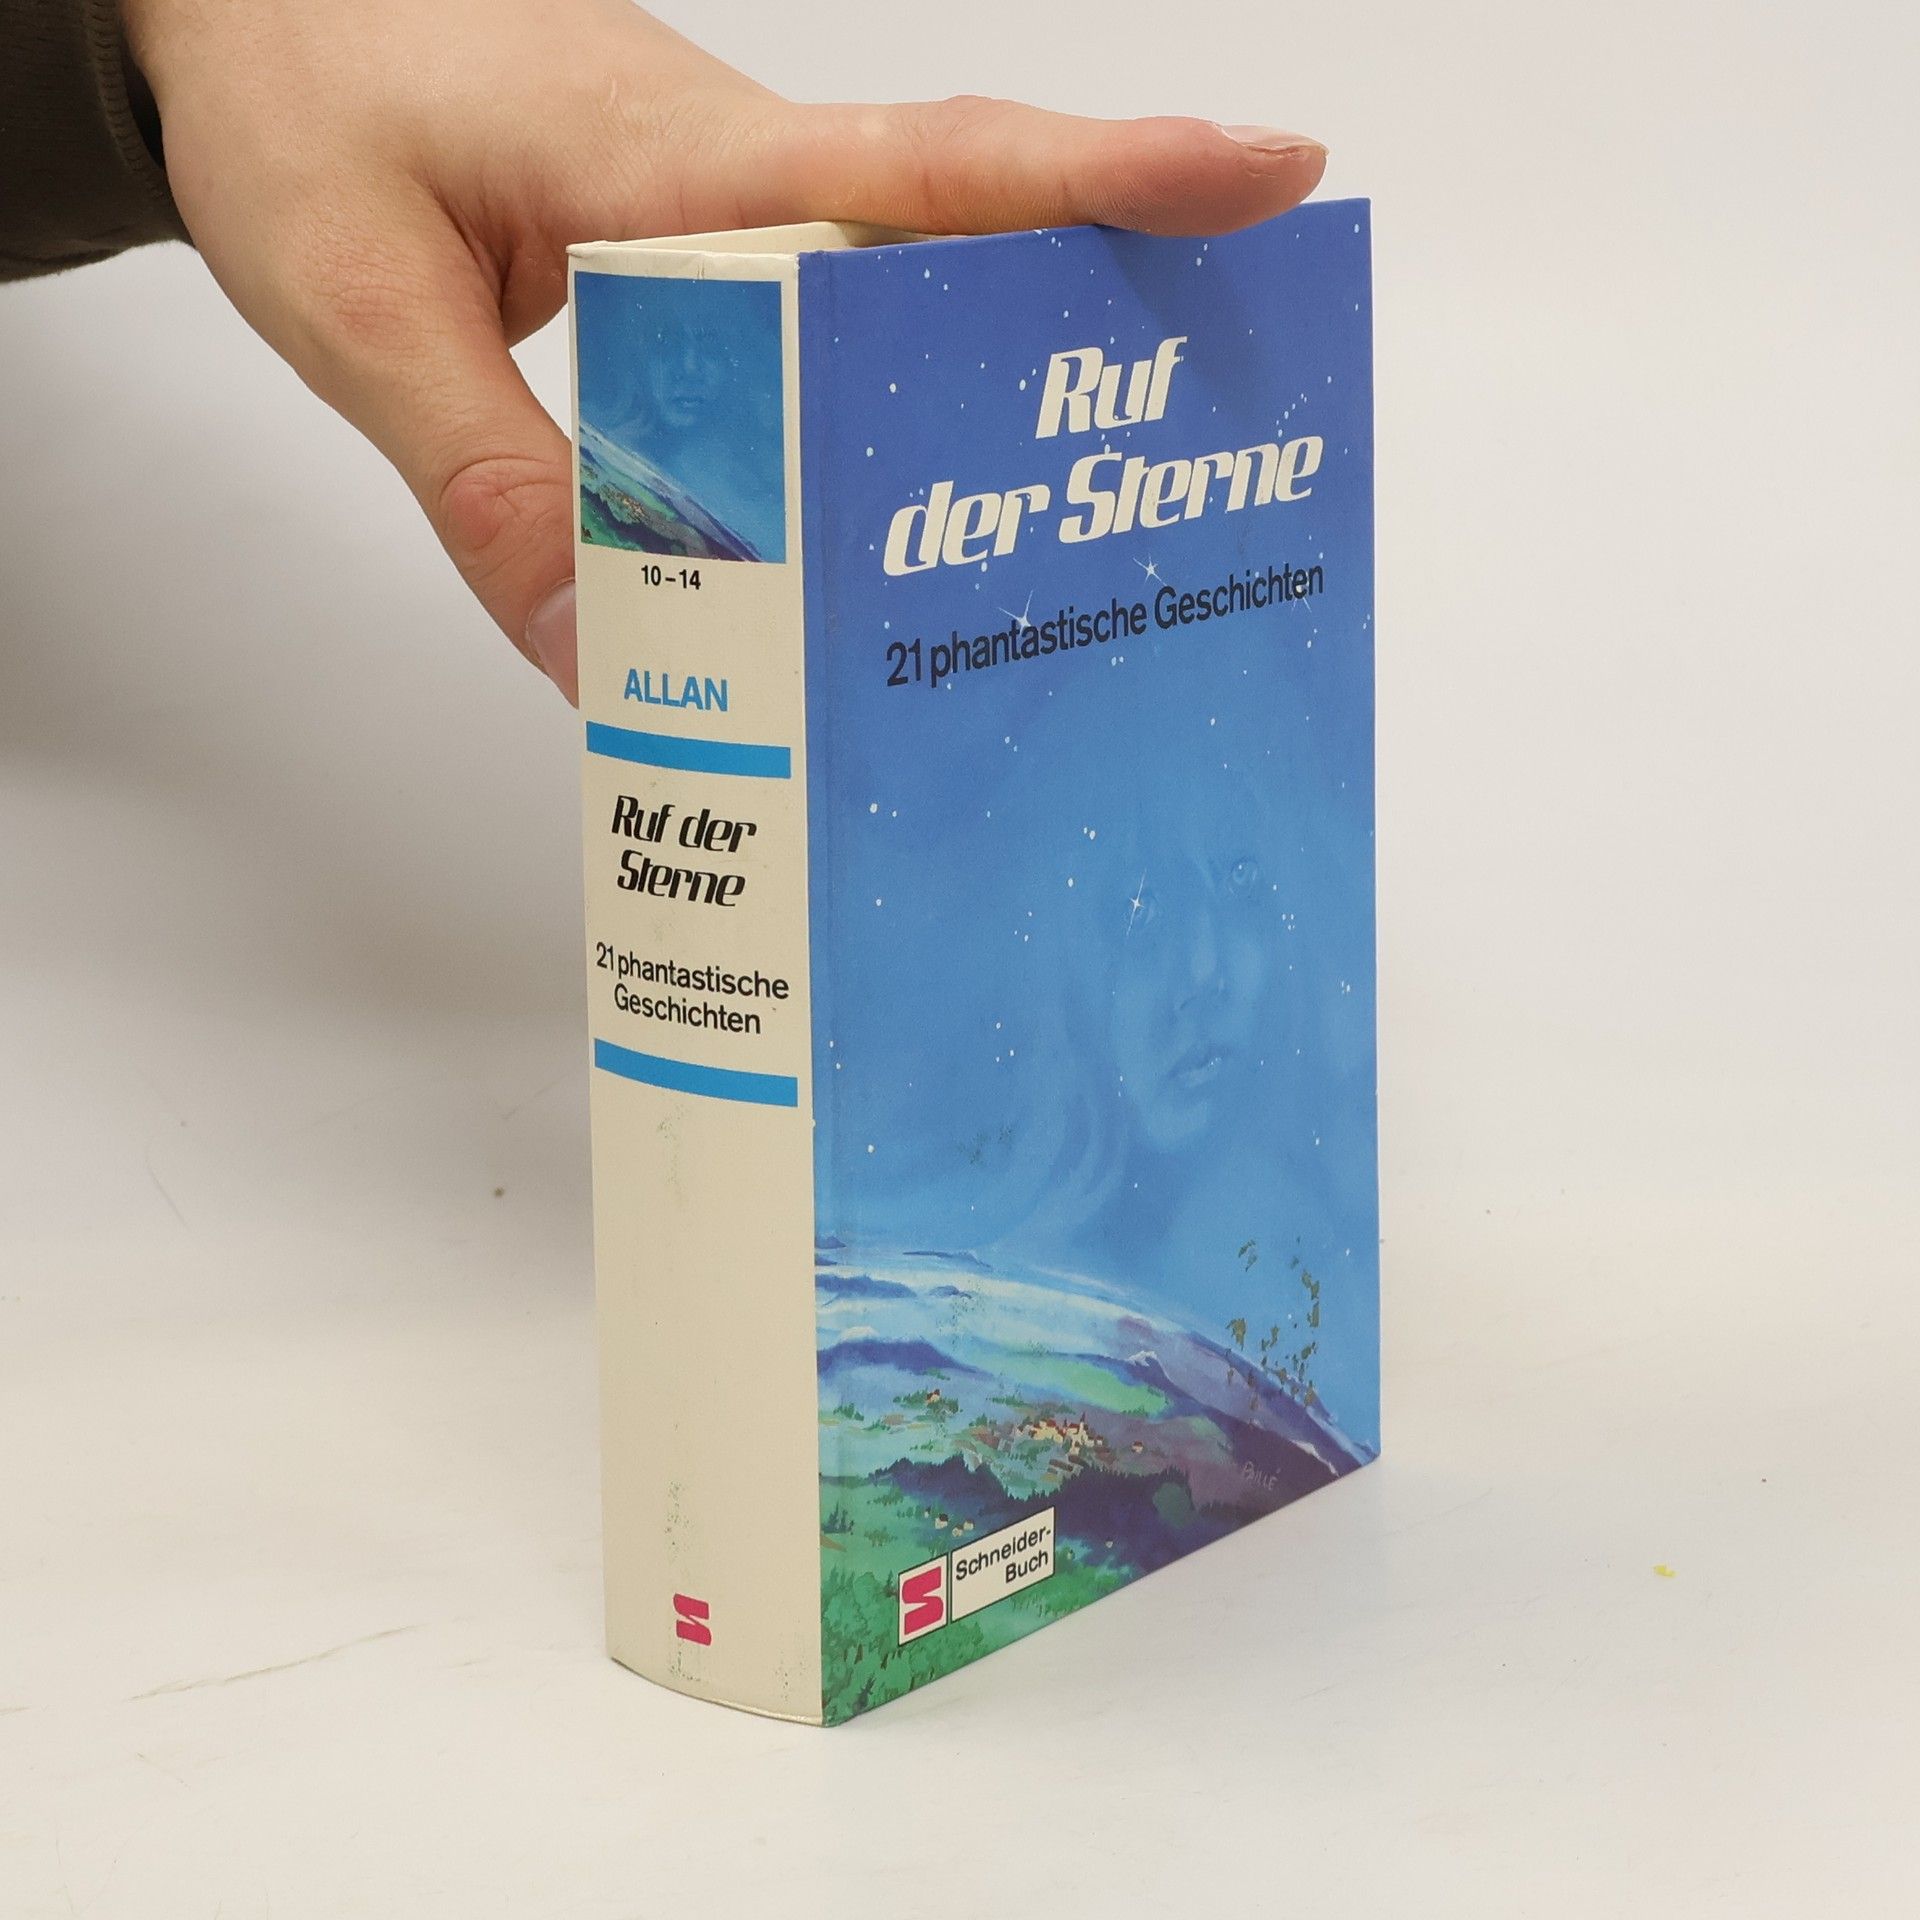 10–14
ALLAN
Ruf der
Sterne
21 phantastische
Geschichten
Ruf
der Sterne
21 phantastische Geschichten
Schneider-
Buch